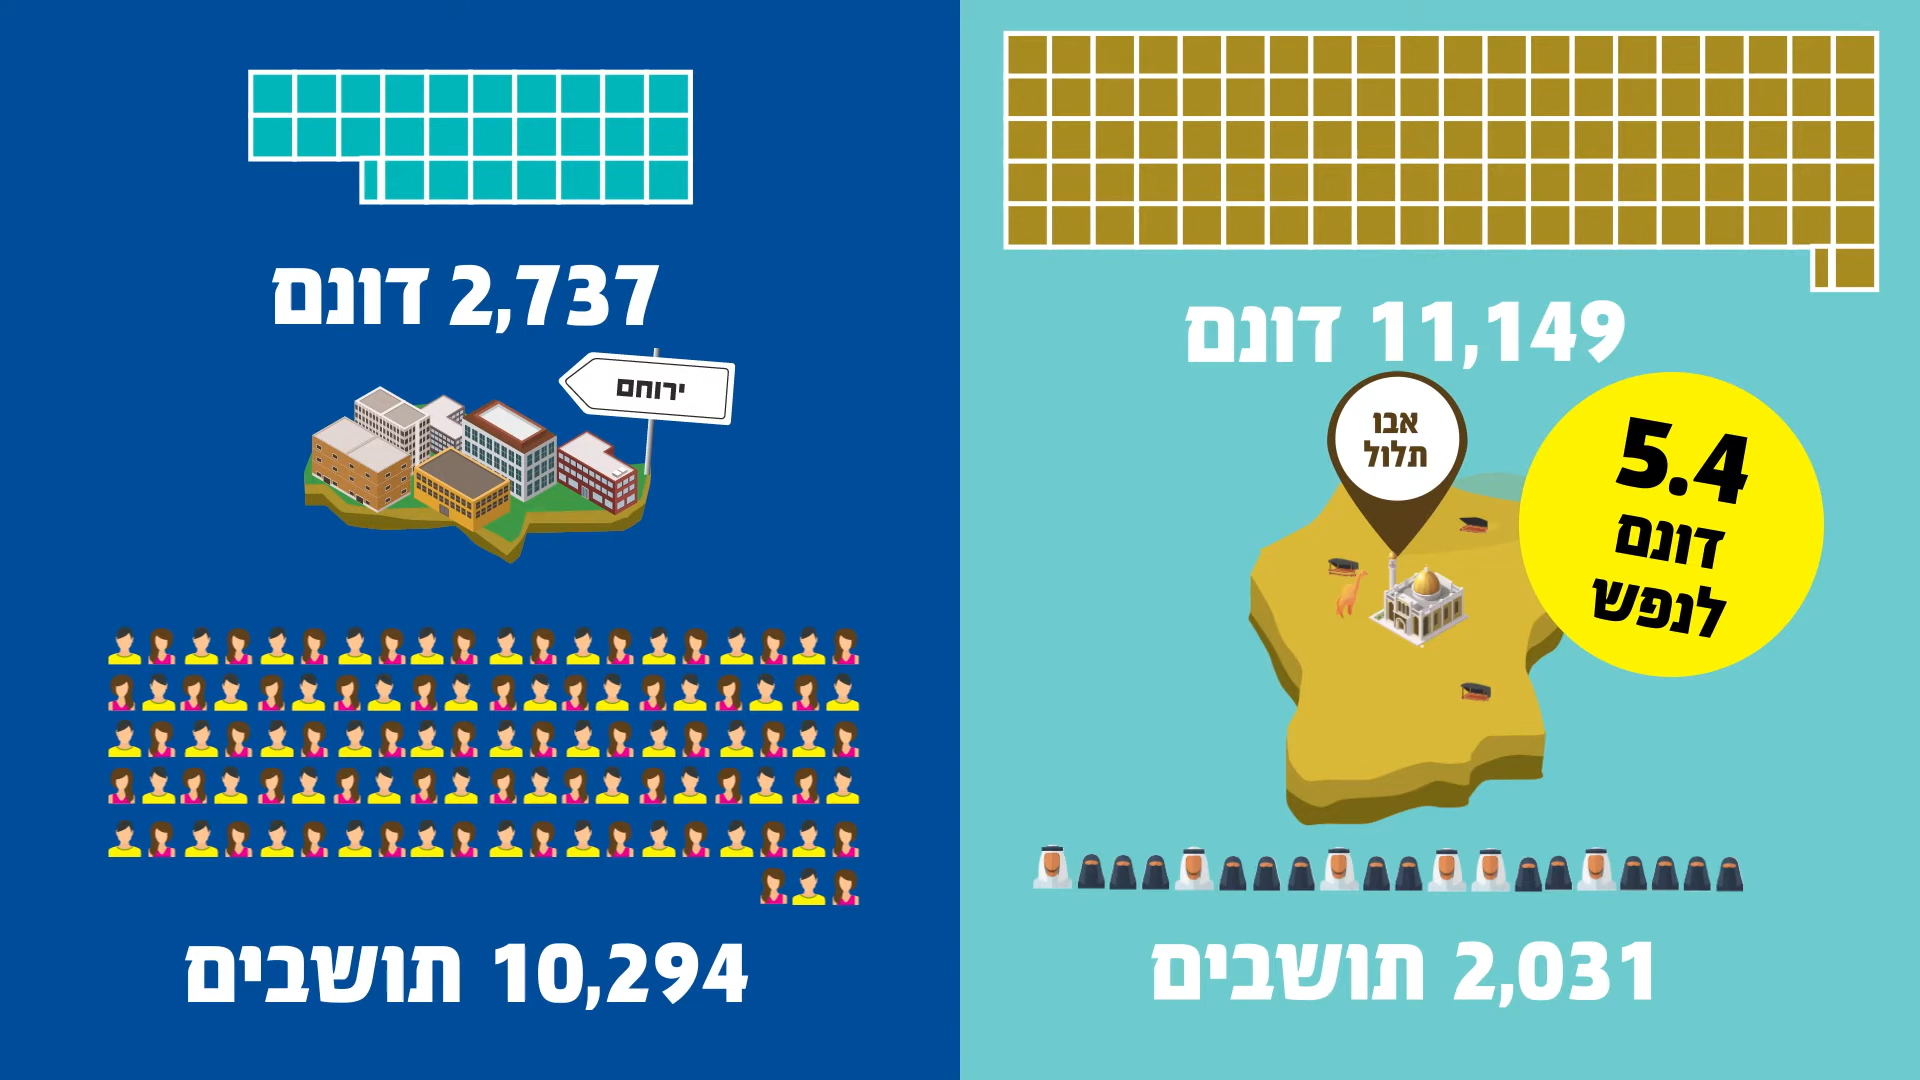 11,149 דונם
אבו
תלול
5.4
דונם
לנפש
2,031 תושבים
2,737 דונם
ירוחם
10,294 תושבים